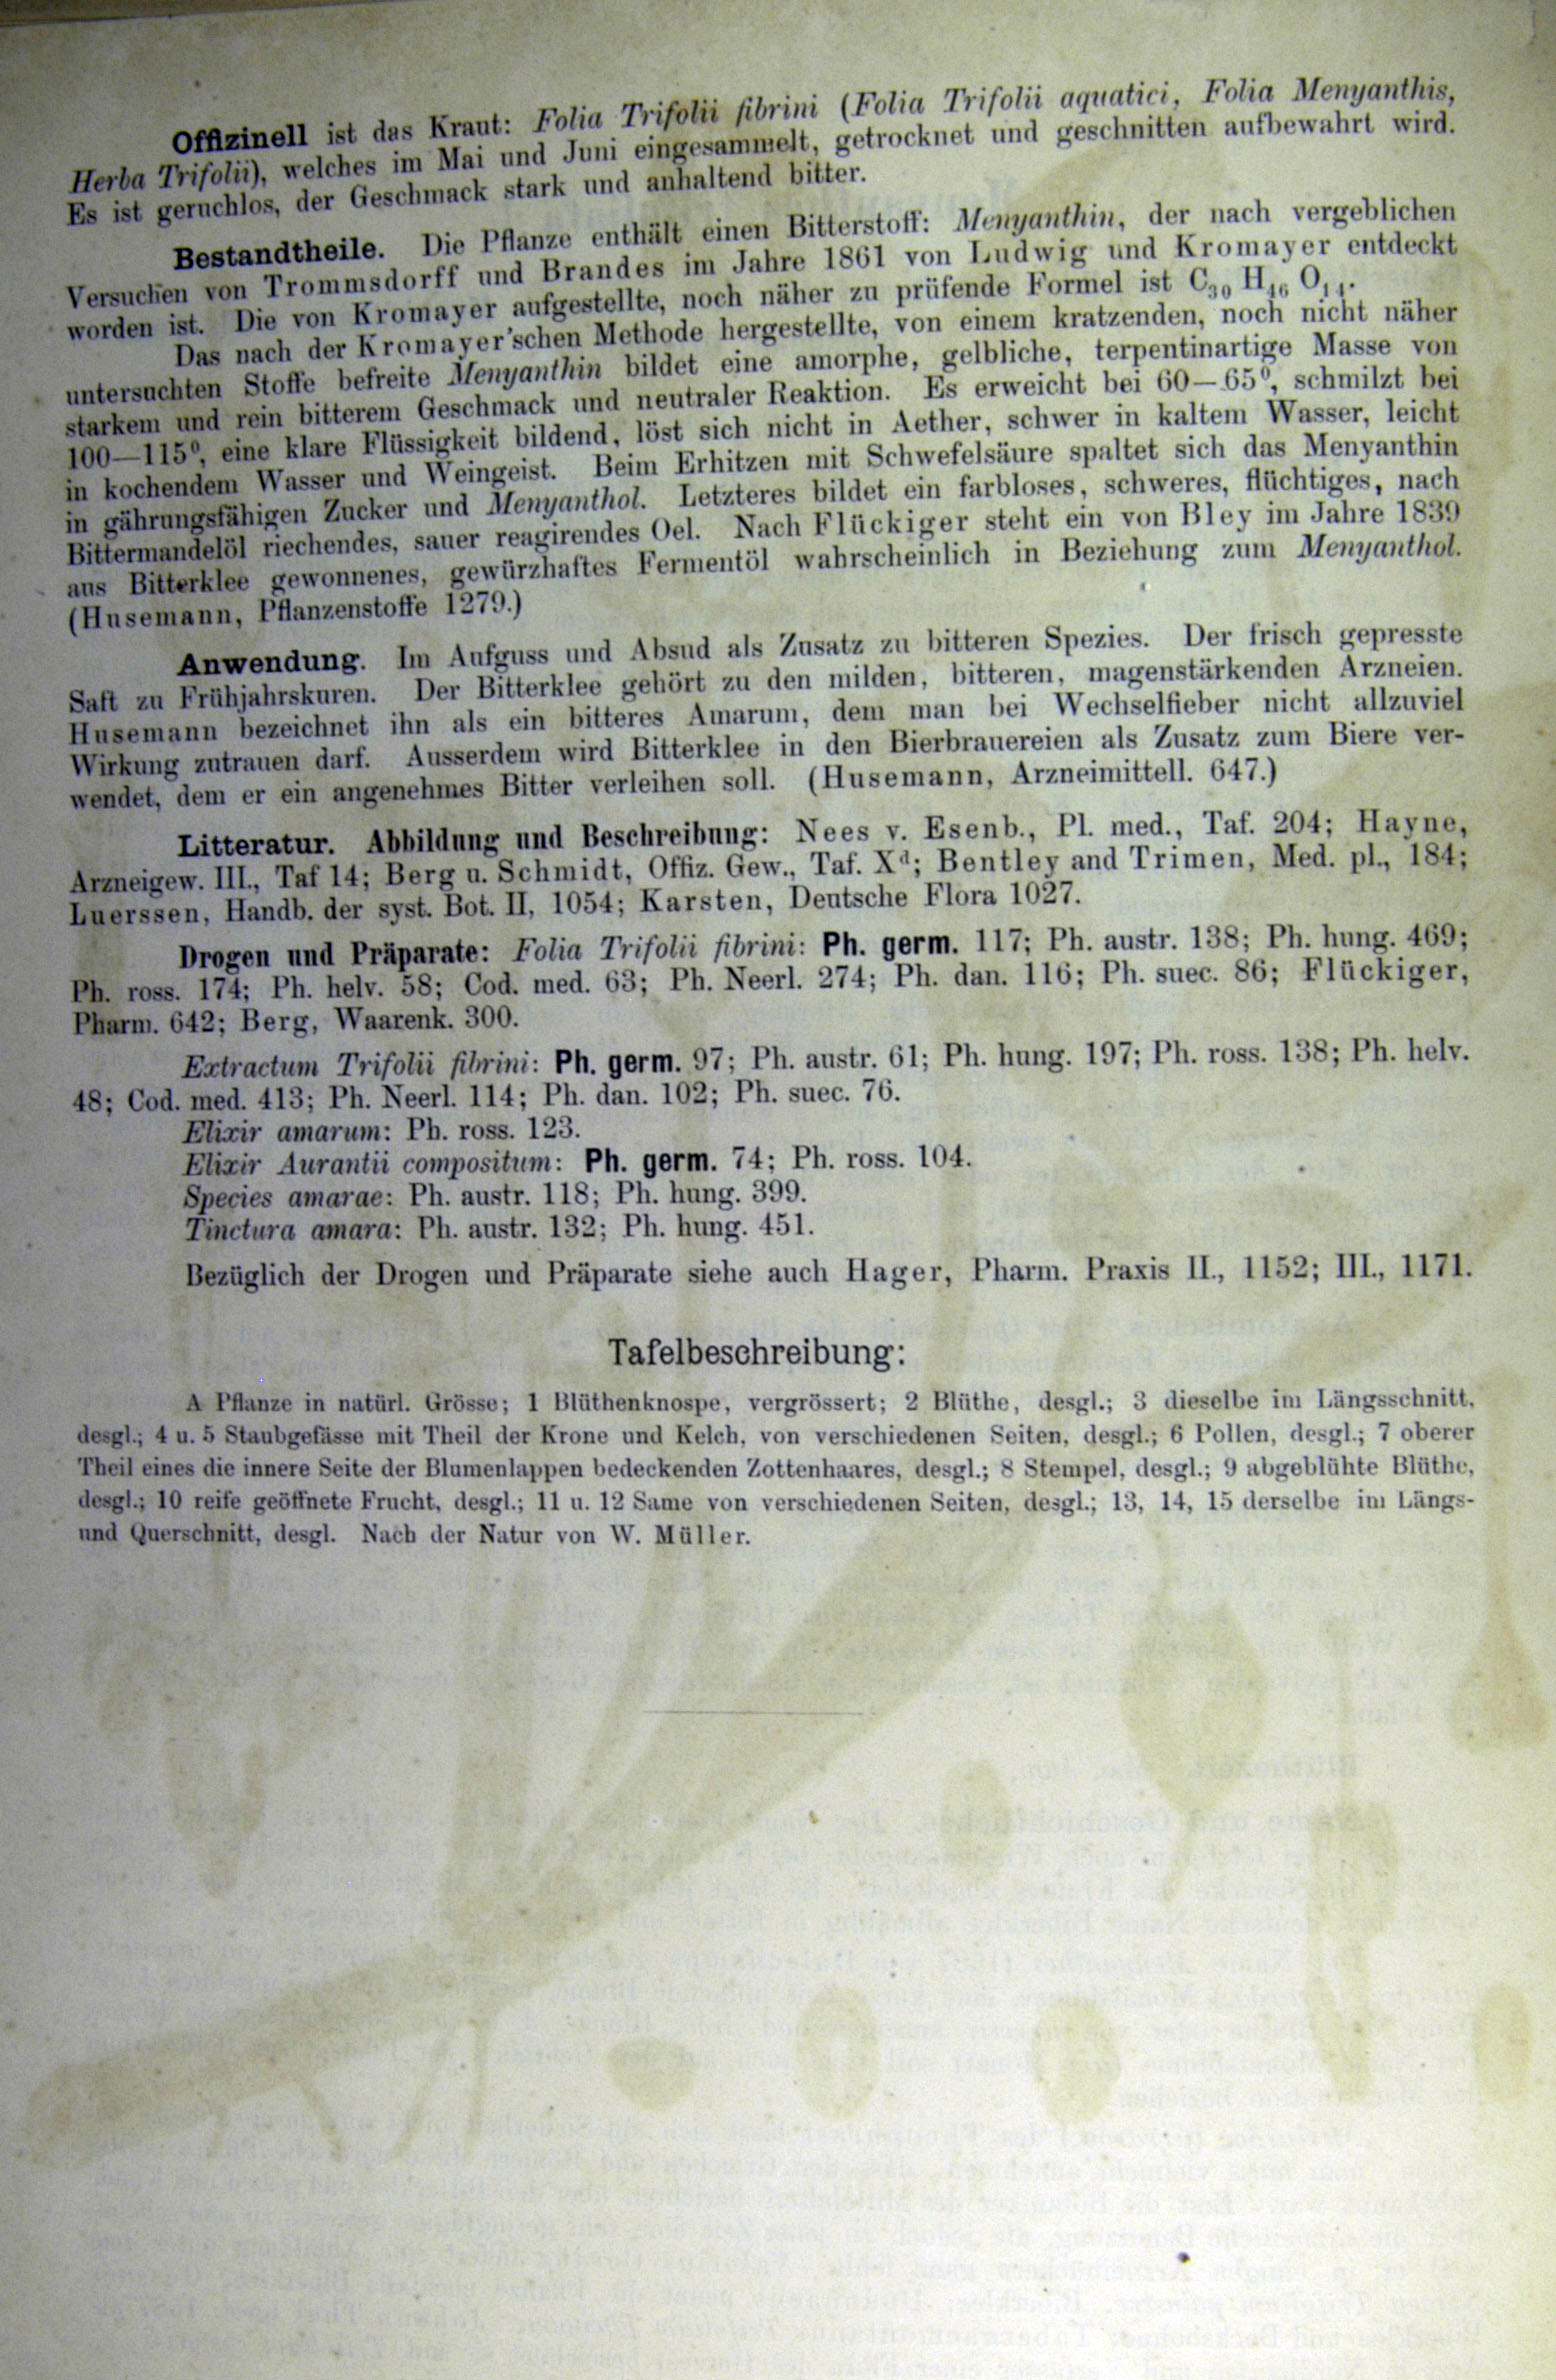 Offizinell ist das Kraut: Folia Trifolii fibrini (Folia Trifolii aquatici, Folia Menyanthis,
Herba Trifolii), welches im Mai und Juni eingesammelt, getrocknet und geschnitten aufbewahrt wird.
Es ist geruchlos, der Geschmack stark und anhaltend bitter.
Bestandtheile. Die Pflanze enthält einen Bitterstoff: Menyanthin, der nach vergeblichen
Versuchen von Trommsdorff und Brandes im Jahre 1861 von Ludwig und Kromayer entdeckt
worden ist. Die von Kromayer aufgestellte, noch näher zu prüfende Formel ist C₃₀ H₄₆ O₁₄.
Das nach der Kromayer'schen Methode hergestellte, von einem kratzenden, noch nicht näher
untersuchten Stoffe befreite Menyanthin bildet eine amorphe, gelbliche, terpentinartige Masse von
starkem und rein bitterem Geschmack und neutraler Reaktion. Es erweicht bei 60—65⁰, schmilzt bei
100—115⁰, eine klare Flüssigkeit bildend, löst sich nicht in Aether, schwer in kaltem Wasser, leicht
in kochendem Wasser und Weingeist. Beim Erhitzen mit Schwefelsäure spaltet sich das Menyanthin
in gährungsfähigen Zucker und Menyanthol. Letzteres bildet ein farbloses, schweres, flüchtiges, nach
Bittermandelöl riechendes, sauer reagirendes Oel. Nach Flückiger steht ein von Bley im Jahre 1839
aus Bitterklee gewonnenes, gewürzhaftes Fermentöl wahrscheinlich in Beziehung zum Menyanthol.
(Husemann, Pflanzenstoffe 1279.)
Anwendung. Im Aufguss und Absud als Zusatz zu bitteren Spezies. Der frisch gepresste
Saft zu Frühjahrskuren. Der Bitterklee gehört zu den milden, bitteren, magenstärkenden Arzneien.
Husemann bezeichnet ihn als ein bitteres Amarum, dem man bei Wechselfieber nicht allzuviel
Wirkung zutrauen darf. Ausserdem wird Bitterklee in den Bierbrauereien als Zusatz zum Biere ver-
wendet, dem er ein angenehmes Bitter verleihen soll. (Husemann, Arzneimittell. 647.)
Litteratur. Abbildung und Beschreibung: Nees v. Esenb., Pl. med., Taf. 204; Hayne,
Arzneigew. III., Taf 14; Berg u. Schmidt, Offiz. Gew., Taf. Xᵈ; Bentley and Trimen, Med. pl., 184;
Luerssen, Handb. der syst. Bot. II, 1054; Karsten, Deutsche Flora 1027.
Drogen und Präparate: Folia Trifolii fibrini: Ph. germ. 117; Ph. austr. 138; Ph. hung. 469;
Ph. ross. 174; Ph. helv. 58; Cod. med. 63; Ph. Neerl. 274; Ph. dan. 116; Ph. suec. 86; Flückiger,
Pharm. 642; Berg, Waarenk. 300.
Extractum Trifolii fibrini: Ph. germ. 97; Ph. austr. 61; Ph. hung. 197; Ph. ross. 138; Ph. helv.
48; Cod. med. 413; Ph. Neerl. 114; Ph. dan. 102; Ph. suec. 76.
Elixir amarum: Ph. ross. 123.
Elixir Aurantii compositum: Ph. germ. 74; Ph. ross. 104.
Species amarae: Ph. austr. 118; Ph. hung. 399.
Tinctura amara: Ph. austr. 132; Ph. hung. 451.
Bezüglich der Drogen und Präparate siehe auch Hager, Pharm. Praxis II., 1152; III., 1171.
Tafelbeschreibung:
A Pflanze in natürl. Grösse; 1 Blüthenknospe, vergrössert; 2 Blüthe, desgl.; 3 dieselbe im Längsschnitt,
desgl.; 4 u. 5 Staubgefässe mit Theil der Krone und Kelch, von verschiedenen Seiten, desgl.; 6 Pollen, desgl.; 7 oberer
Theil eines die innere Seite der Blumenlappen bedeckenden Zottenhaares, desgl.; 8 Stempel, desgl.; 9 abgeblühte Blüthe,
desgl.; 10 reife geöffnete Frucht, desgl.; 11 u. 12 Same von verschiedenen Seiten, desgl.; 13, 14, 15 derselbe im Längs-
und Querschnitt, desgl. Nach der Natur von W. Müller.